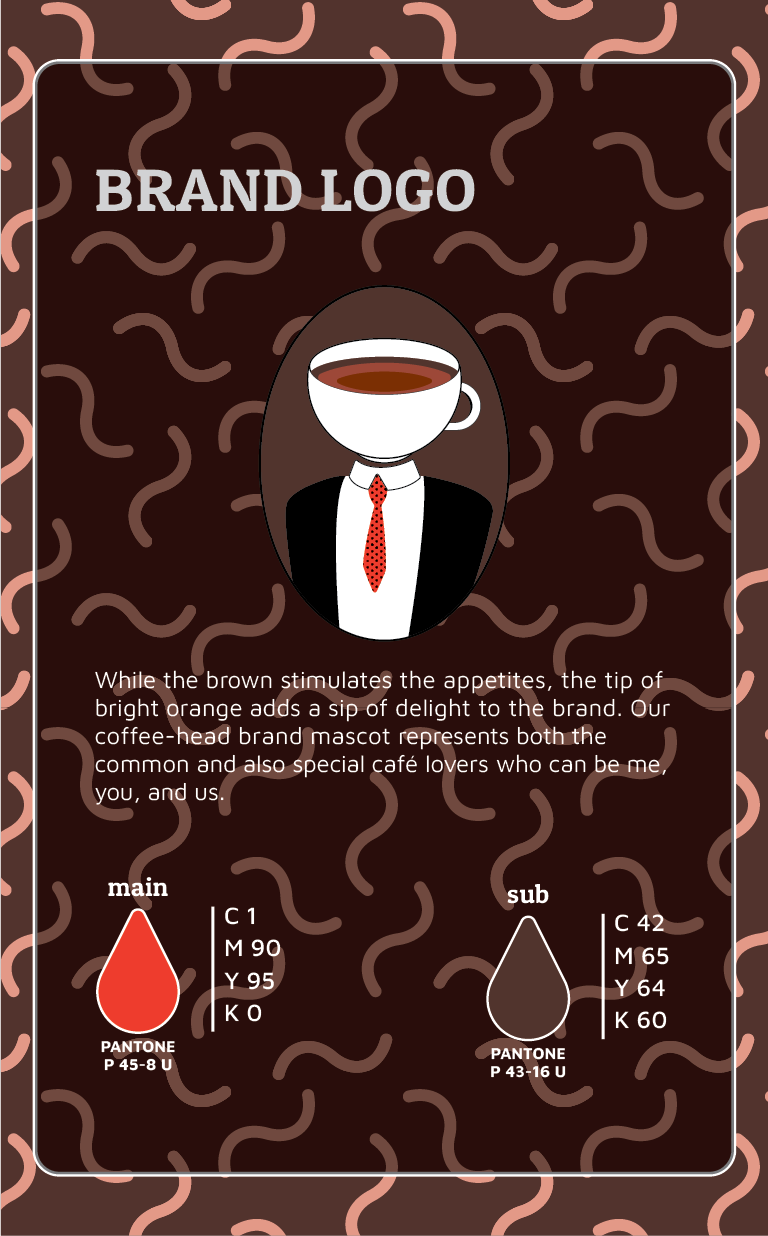 BRAND LOGO
While the brown stimulates the appetites, the tip of
bright orange adds a sip of delight to the brand. Our
coffee-head brand mascot represents both the
common and also special café lovers who can be me,
you, and us.
main
C 1
M 90
Y 95
K 0
PANTONE
P 45-8 U
sub
C 42
M 65
Y 64
K 60
PANTONE
P 43-16 U